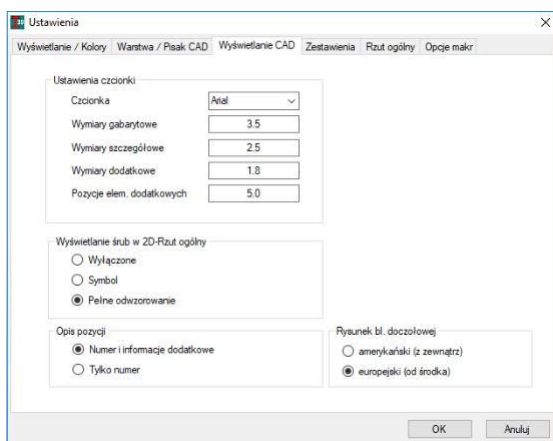 Ustawienia
Wyświetlanie / Kolory Warstwa / Pisak CAD Wyświetlanie CAD Zestawienia Rzut ogólny Opcje makr
Ustawienia czcionki
Czcionka Arial
Wymiary gabarytowe 3.5
Wymiary szczegółowe 2.5
Wymiary dodatkowe 1.8
Pozycje elem. dodatkowych 5.0
Wyświetlanie śrub w 2D-Rzut ogólny
Wyłączone
Symbol
Pełne odwzorowanie
Opis pozycji
Numer i informacje dodatkowe
Tylko numer
Rysunek bl. doczołowej
amerykański (z zewnątrz)
europejski (od środka)
OK Anuluj